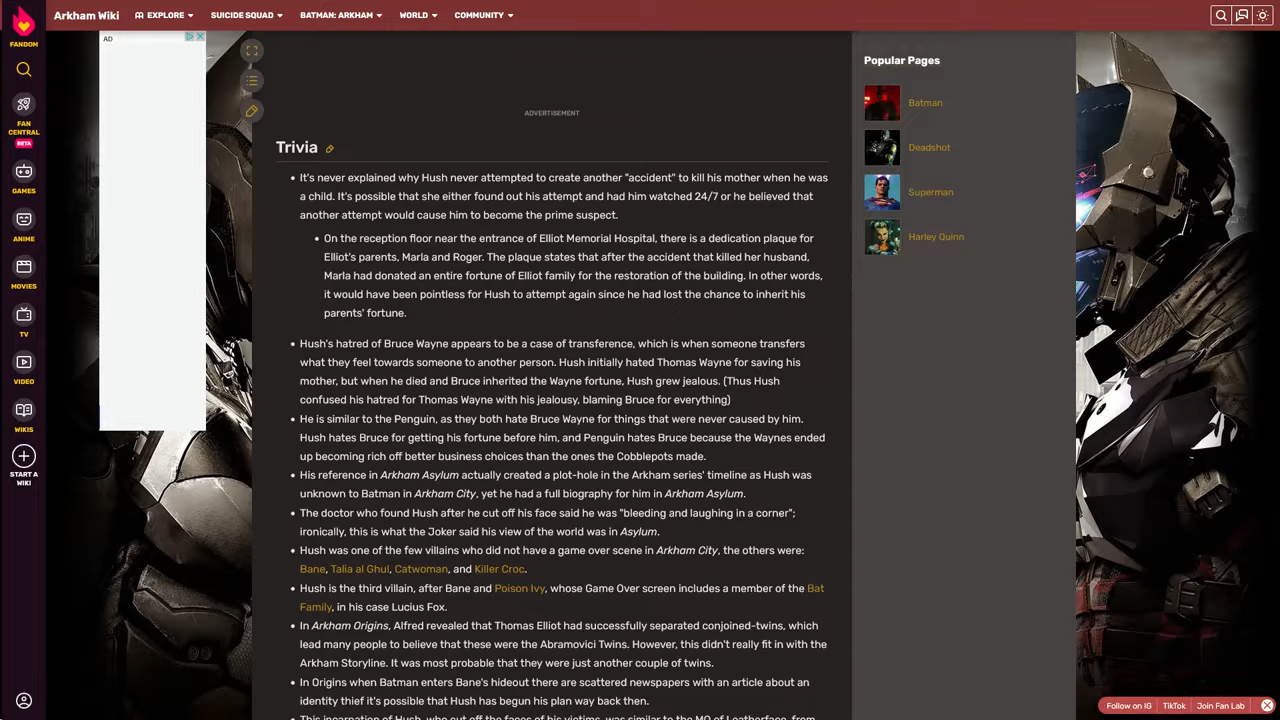 Arkham Wiki
EXPLORE
SUICIDE SQUAD
BATMAN: ARKHAM
WORLD
COMMUNITY
FANDOM
FAN
CENTRAL
BETA
GAMES
ANIME
MOVIES
TV
VIDEO
WIKIS
START A
WIKI
AD
ADVERTISEMENT
Trivia
• It's never explained why Hush never attempted to create another "accident" to kill his mother when he was
a child. It's possible that she either found out his attempt and had him watched 24/7 or he believed that
another attempt would cause him to become the prime suspect.
• On the reception floor near the entrance of Elliot Memorial Hospital, there is a dedication plaque for
Elliot's parents, Marla and Roger. The plaque states that after the accident that killed her husband,
Marla had donated an entire fortune of Elliot family for the restoration of the building. In other words,
it would have been pointless for Hush to attempt again since he had lost the chance to inherit his
parents' fortune.
• Hush's hatred of Bruce Wayne appears to be a case of transference, which is when someone transfers
what they feel towards someone to another person. Hush initially hated Thomas Wayne for saving his
mother, but when he died and Bruce inherited the Wayne fortune, Hush grew jealous. (Thus Hush
confused his hatred for Thomas Wayne with his jealousy, blaming Bruce for everything)
• He is similar to the Penguin, as they both hate Bruce Wayne for things that were never caused by him.
Hush hates Bruce for getting his fortune before him, and Penguin hates Bruce because the Waynes ended
up becoming rich off better business choices than the ones the Cobblepots made.
• His reference in Arkham Asylum actually created a plot-hole in the Arkham series' timeline as Hush was
unknown to Batman in Arkham City, yet he had a full biography for him in Arkham Asylum.
• The doctor who found Hush after he cut off his face said he was "bleeding and laughing in a corner";
ironically, this is what the Joker said his view of the world was in Asylum.
• Hush was one of the few villains who did not have a game over scene in Arkham City, the others were:
Bane, Talia al Ghul, Catwoman, and Killer Croc.
• Hush is the third villain, after Bane and Poison Ivy, whose Game Over screen includes a member of the Bat
Family, in his case Lucius Fox.
• In Arkham Origins, Alfred revealed that Thomas Elliot had successfully separated conjoined-twins, which
lead many people to believe that these were the Abramovici Twins. However, this didn't really fit in with the
Arkham Storyline. It was most probable that they were just another couple of twins.
• In Origins when Batman enters Bane's hideout there are scattered newspapers with an article about an
identity thief it's possible that Hush has begun his plan way back then.
• This incarnation of Hush, who cut off the faces of his victims, was similar to the MO of Leatherface, from
Popular Pages
Batman
Deadshot
Superman
Harley Quinn
Follow on IG
TikTok
Join Fan Lab